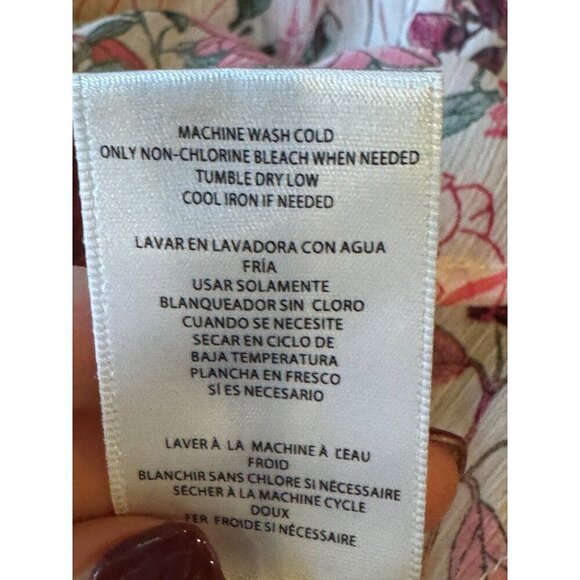 MACHINE WASH COLD
ONLY NON-CHLORINE BLEACH WHEN NEEDED
TUMBLE DRY LOW
COOL IRON IF NEEDED
LAVAR EN LAVADORA CON AGUA
FRÍA
USAR SOLAMENTE
BLANQUEADOR SIN CLORO
CUANDO SE NECESITE
SECAR EN CICLO DE
BAJA TEMPERATURA
PLANCHA EN FRESCO
SÍ ES NECESARIO
LAVER À LA MACHINE À L'EAU
FROID
BLANCHIR SANS CHLORE SI NÉCESSAIRE
SÉCHER À LA MACHINE CYCLE
DOUX
FER FROIDE SI NÉCESSAIRE